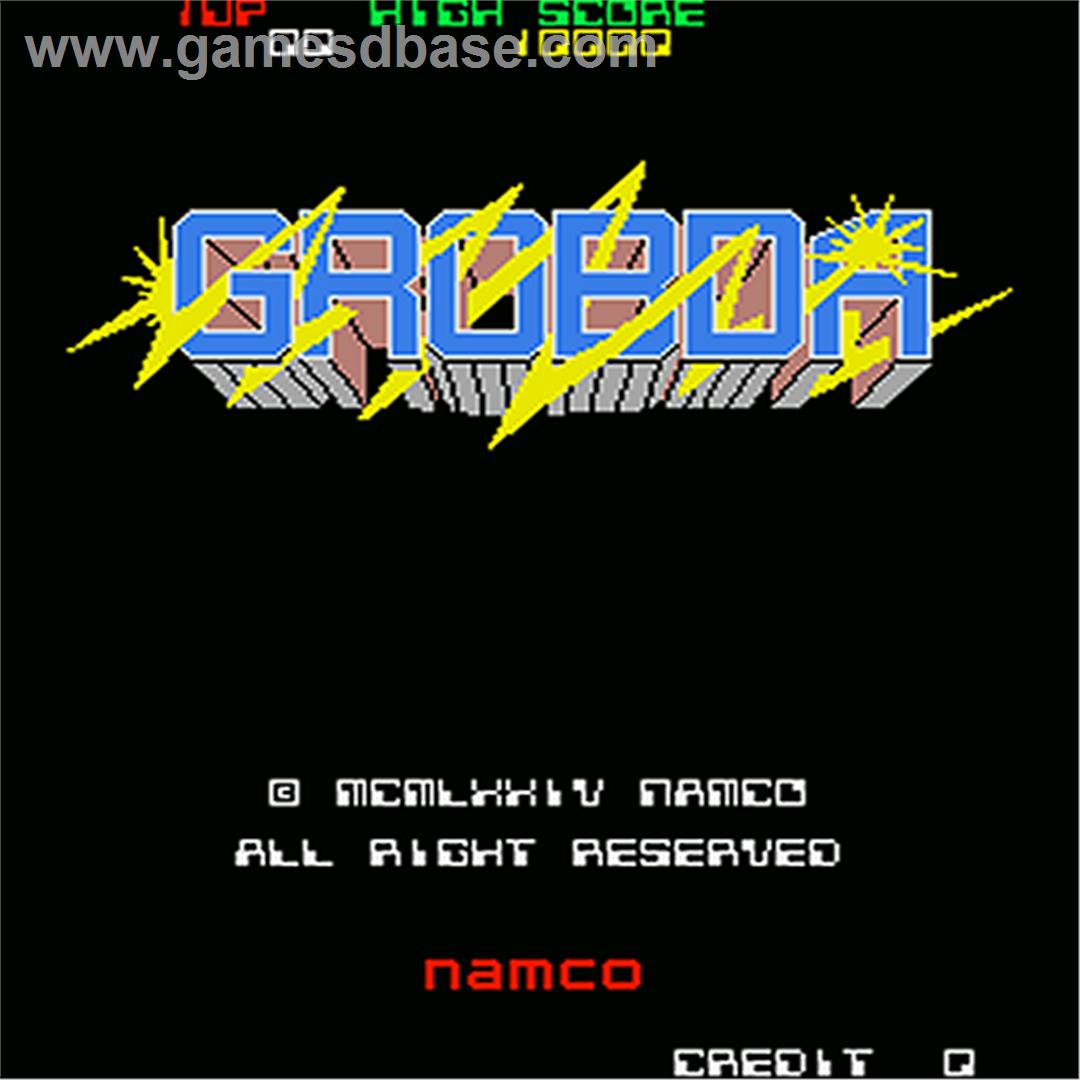 1UP HIGH SCORE
00 10000
www.gamesdbase.com
GROBDA
© MCMLXXXIV NAMCO
ALL RIGHT RESERVED
namco
CREDIT 0